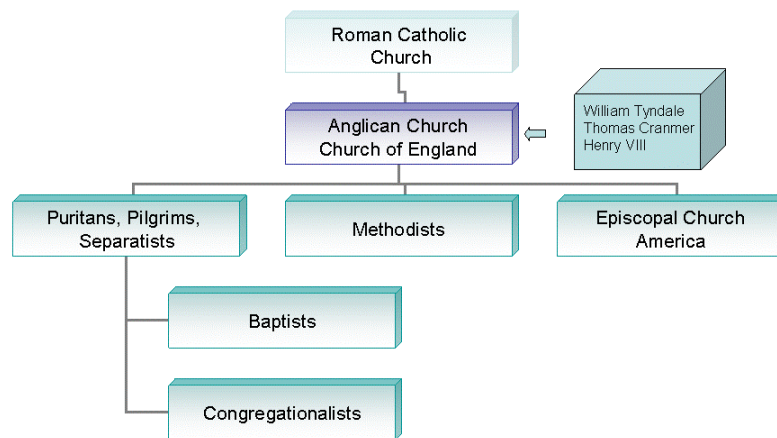 Roman Catholic
Church
Anglican Church
Church of England
William Tyndale
Thomas Cranmer
Henry VIII
Puritans, Pilgrims,
Separatists
Methodists
Episcopal Church
America
Baptists
Congregationalists